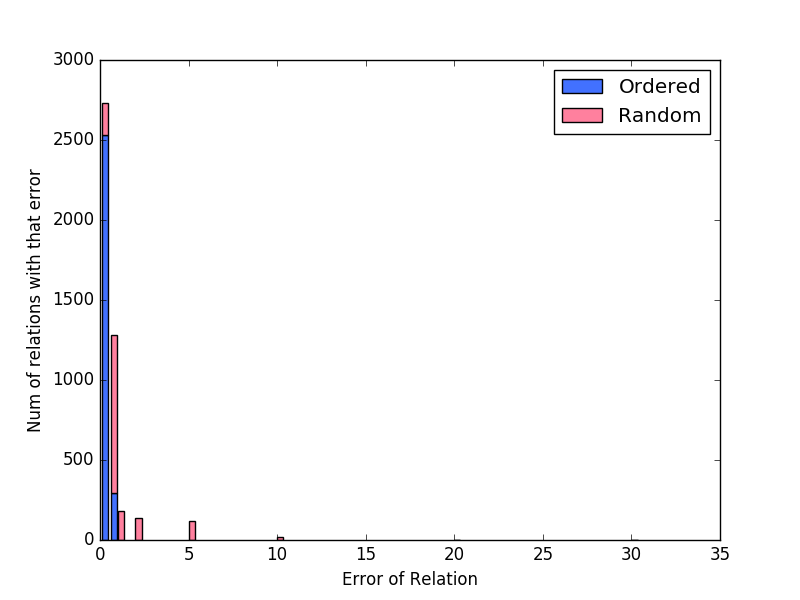 3000
2500
2000
1500
1000
500
0
Num of relations with that error
Ordered
Random
0 5 10 15 20 25 30 35
Error of Relation